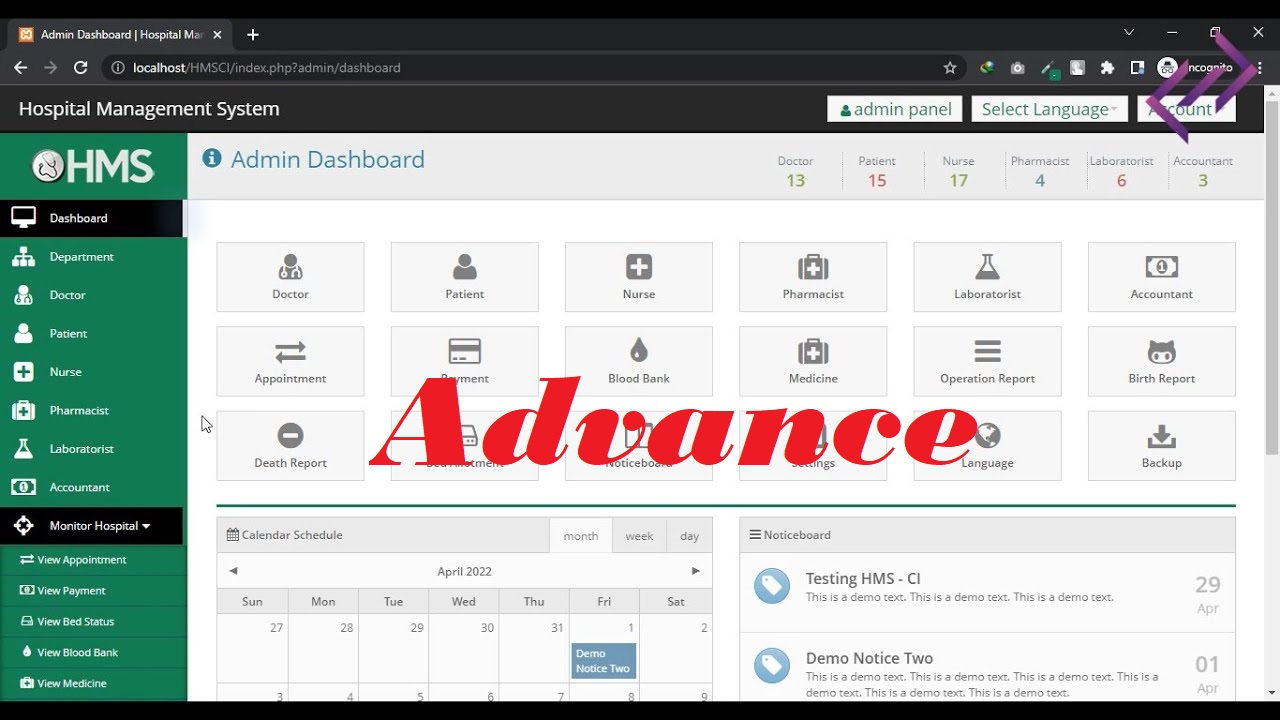 Admin Dashboard | Hospital Mar
localhost/HMSCI/index.php?admin/dashboard
Incognito
Hospital Management System
admin panel
Select Language
Account
HMS
Admin Dashboard
Doctor Patient Nurse Pharmacist Laboratorist Accountant
13 15 17 4 6 3
Dashboard
Department
Doctor
Patient
Nurse
Pharmacist
Laboratorist
Accountant
Monitor Hospital
View Appointment
View Payment
View Bed Status
View Blood Bank
View Medicine
Doctor Patient Nurse Pharmacist Laboratorist Accountant
Appointment Payment Blood Bank Medicine Operation Report Birth Report
Advance
Death Report Bed Allotment Noticeboard Settings Language Backup
Calendar Schedule
month week day
April 2022
Sun Mon Tue Wed Thu Fri Sat
27 28 29 30 31 1 2
Demo
Notice Two
3 4 5 6 7 8 9
Noticeboard
Testing HMS - CI
This is a demo text. This is a demo text. This is a demo text.
29
Apr
Demo Notice Two
This is a demo text. This is a demo text. This is a demo text. This is a
demo text. This is a demo text. This is a demo text.
01
Apr